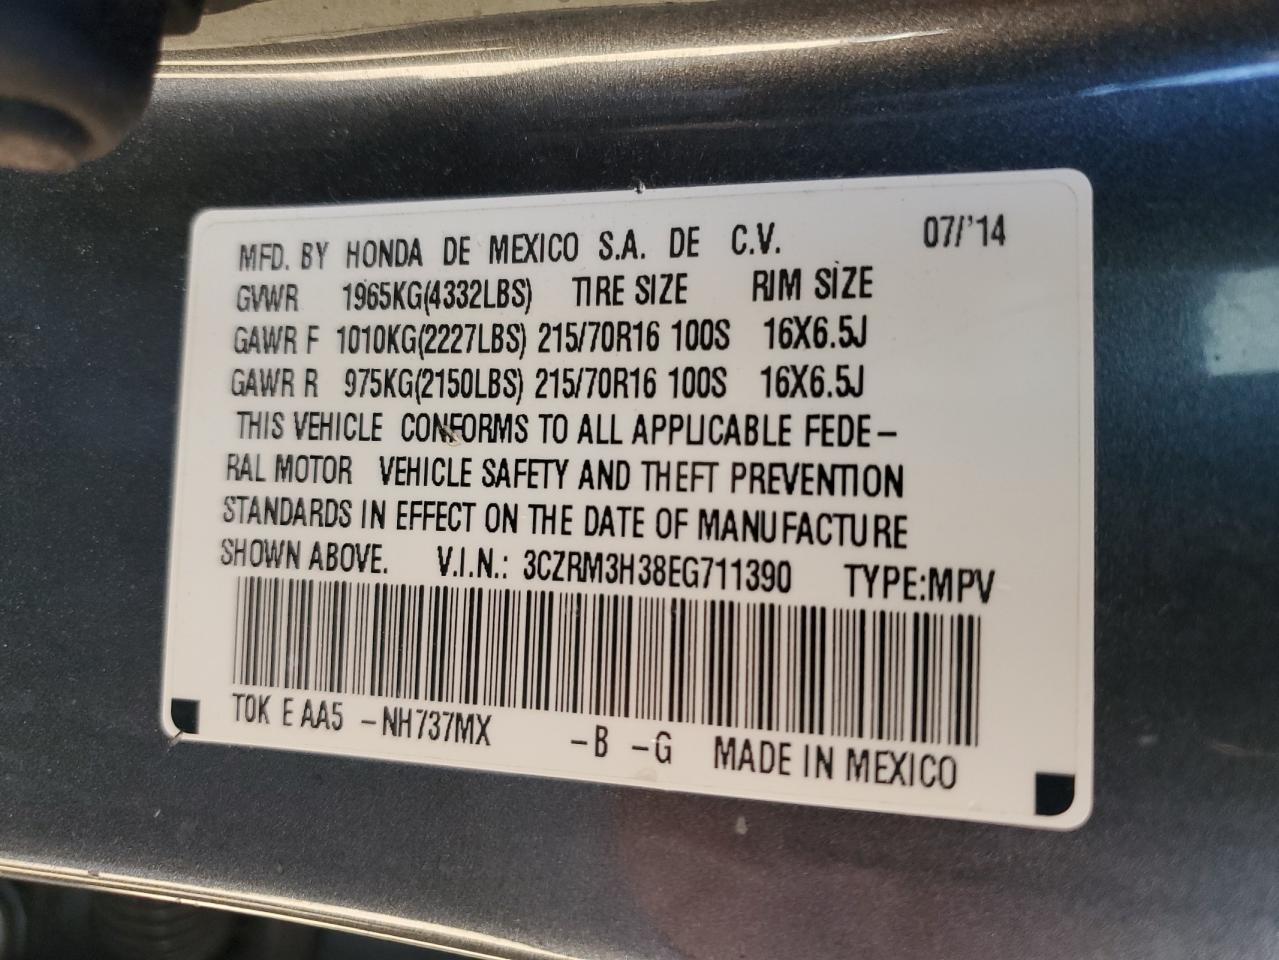 MFD. BY HONDA DE MEXICO S.A. DE C.V. 07/'14
GVWR 1965KG(4332LBS) TIRE SIZE RIM SIZE
GAWR F 1010KG(2227LBS) 215/70R16 100S 16X6.5J
GAWR R 975KG(2150LBS) 215/70R16 100S 16X6.5J
THIS VEHICLE CONFORMS TO ALL APPLICABLE FEDE-
RAL MOTOR VEHICLE SAFETY AND THEFT PREVENTION
STANDARDS IN EFFECT ON THE DATE OF MANUFACTURE
SHOWN ABOVE. V.I.N.: 3CZRM3H38EG711390 TYPE:MPV
T0K E AA5 -NH737MX -B -G MADE IN MEXICO